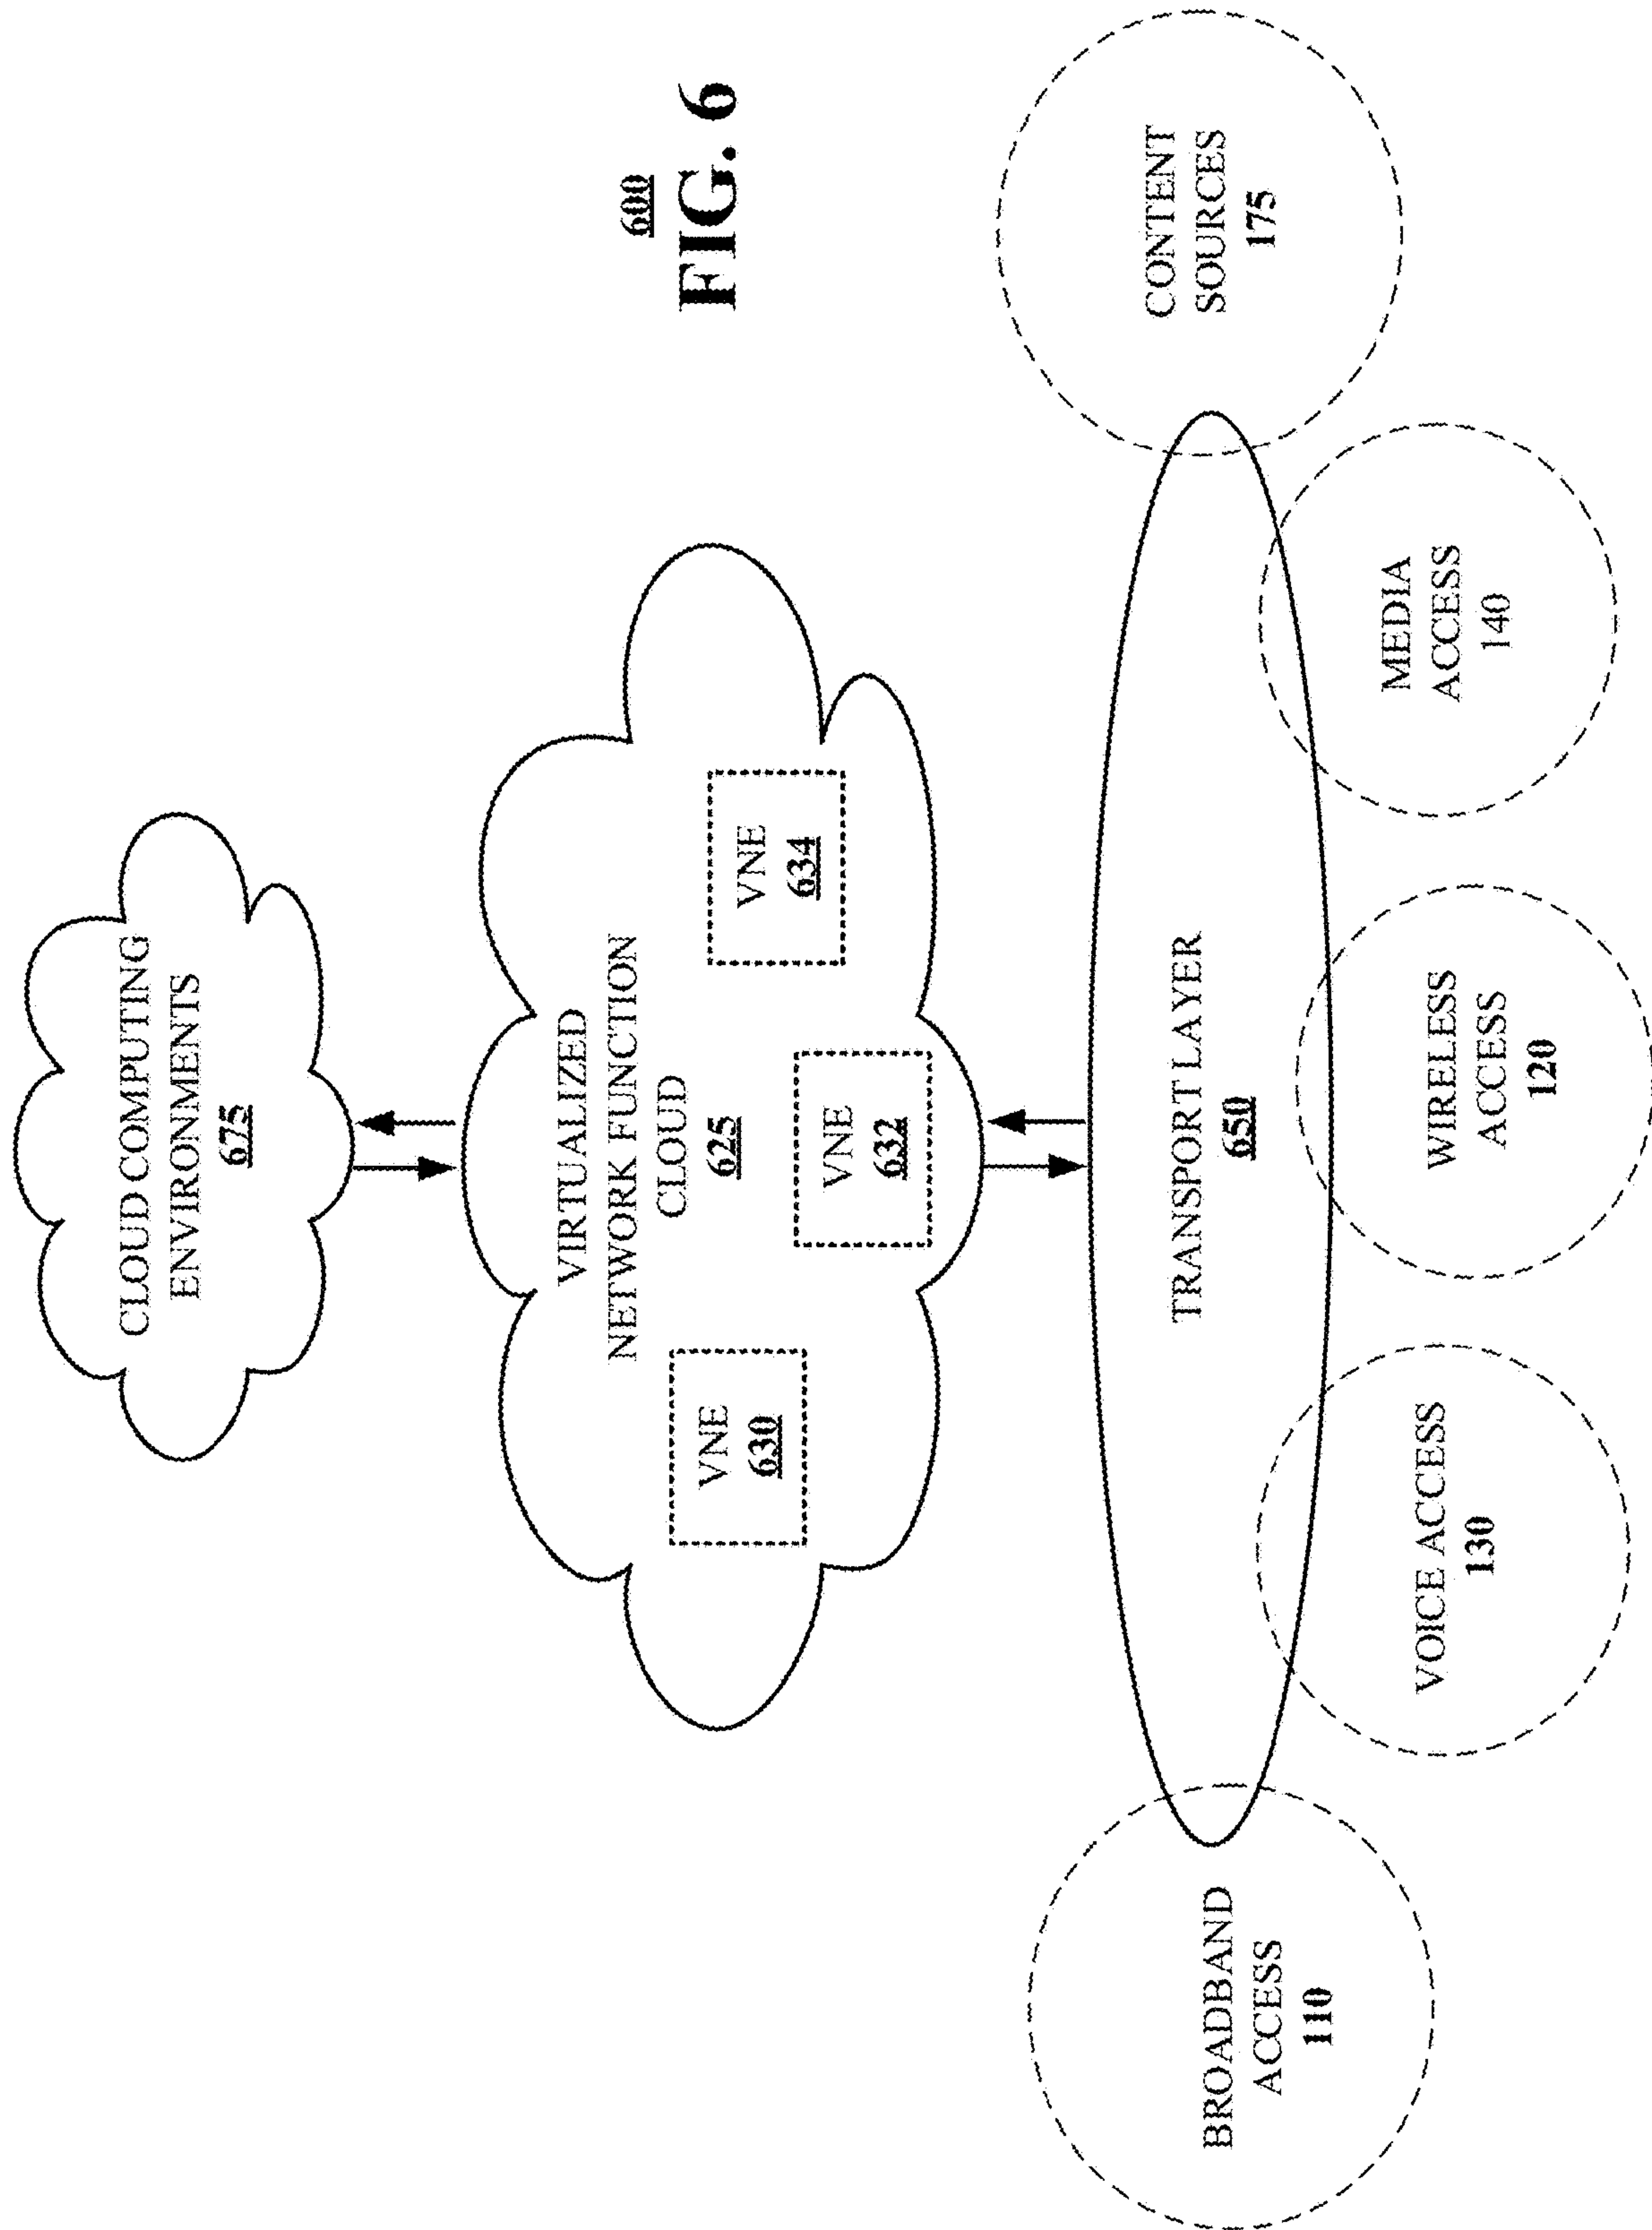 CLOUD COMPUTING
ENVIRONMENTS
675
VIRTUALIZED
NETWORK FUNCTION
CLOUD
625
VNE
630
VNE
632
VNE
634
600
FIG. 6
TRANSPORT LAYER
650
BROADBAND
ACCESS
110
VOICE ACCESS
130
WIRELESS
ACCESS
120
MEDIA
ACCESS
140
CONTENT
SOURCES
175